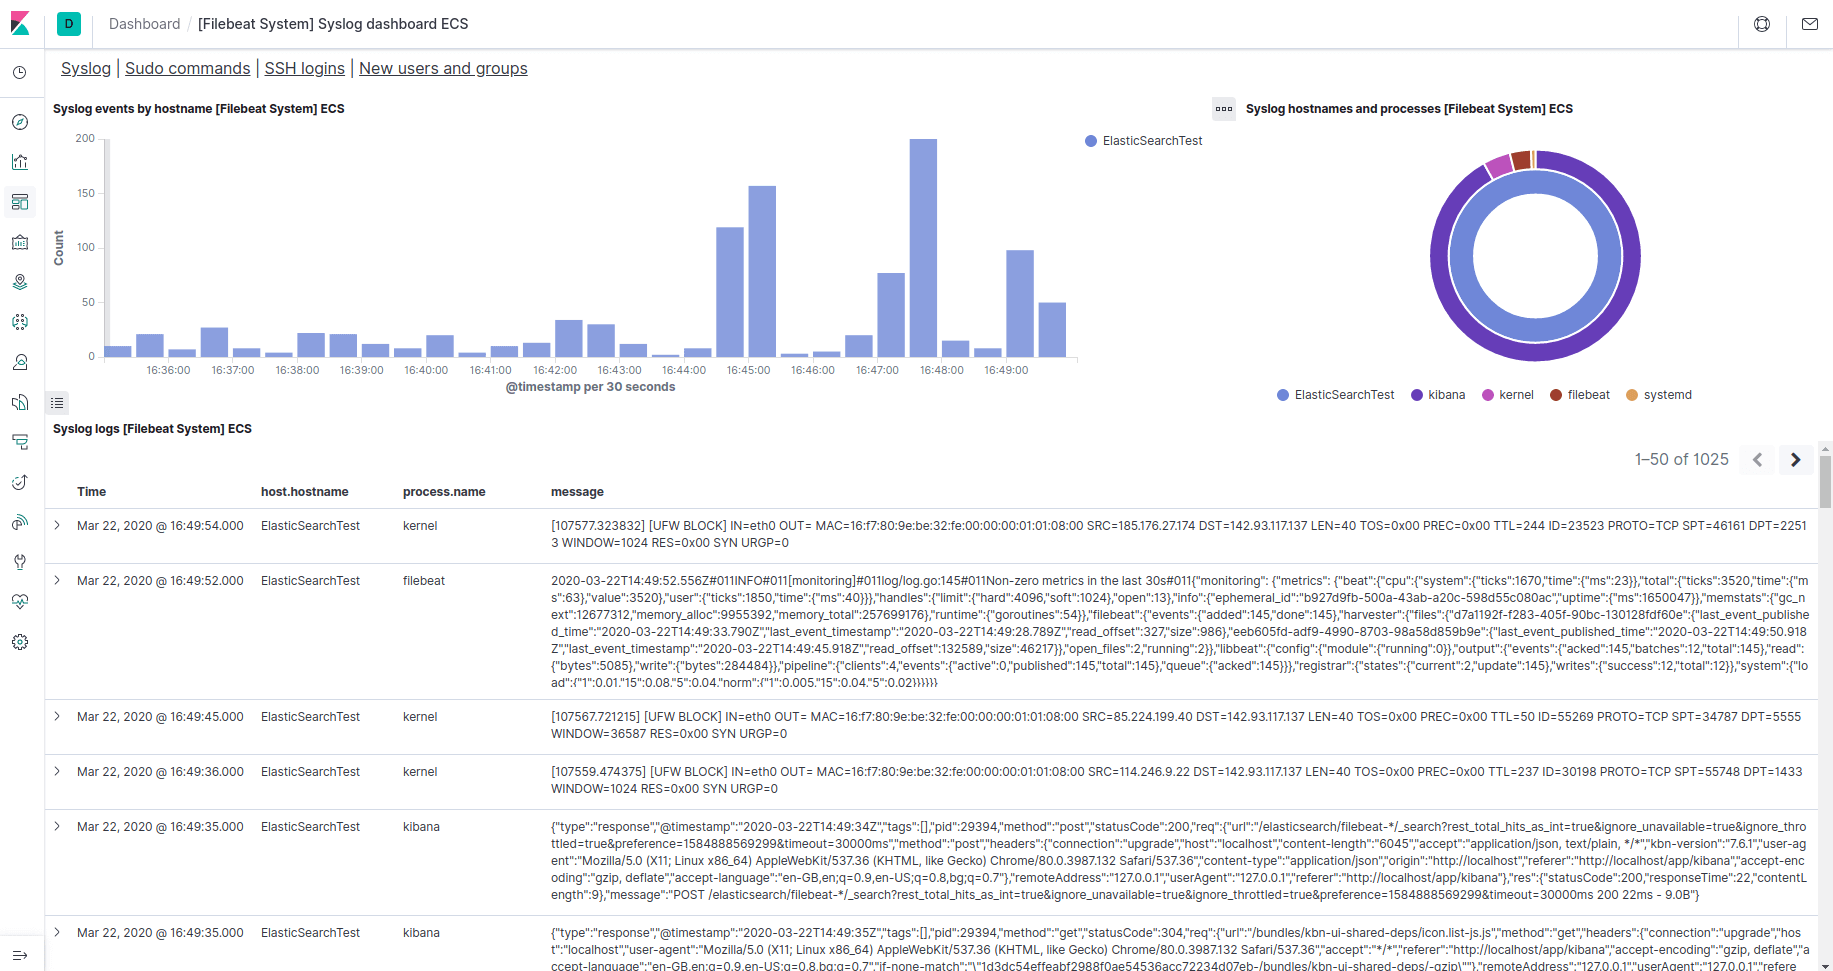 D Dashboard / [Filebeat System] Syslog dashboard ECS
Syslog | Sudo commands | SSH logins | New users and groups
Syslog events by hostname [Filebeat System] ECS
Count
200
150
100
50
0
16:36:00 16:37:00 16:38:00 16:39:00 16:40:00 16:41:00 16:42:00 16:43:00 16:44:00 16:45:00 16:46:00 16:47:00 16:48:00 16:49:00
@timestamp per 30 seconds
ElasticSearchTest
Syslog hostnames and processes [Filebeat System] ECS
ElasticSearchTest kibana kernel filebeat systemd
Syslog logs [Filebeat System] ECS
1–50 of 1025
Time host.hostname process.name message
Mar 22, 2020 @ 16:49:54.000 ElasticSearchTest kernel [107577.323832] [UFW BLOCK] IN=eth0 OUT= MAC=16:f7:80:9e:be:32:fe:00:00:00:01:01:08:00 SRC=185.176.27.174 DST=142.93.117.137 LEN=40 TOS=0x00 PREC=0x00 TTL=244 ID=23523 PROTO=TCP SPT=46161 DPT=2251
3 WINDOW=1024 RES=0x00 SYN URGP=0
Mar 22, 2020 @ 16:49:52.000 ElasticSearchTest filebeat 2020-03-22T14:49:52.556Z#011INFO#011[monitoring]#011log/log.go:145#011Non-zero metrics in the last 30s#011{"monitoring": {"metrics": {"beat":{"cpu":{"system":{"ticks":1670,"time":{"ms":23}},"total":{"ticks":3520,"time":{"m
s":63},"value":3520},"user":{"ticks":1850,"time":{"ms":40}}},"handles":{"limit":{"hard":4096,"soft":1024},"open":13},"info":{"ephemeral_id":"b927d9fb-500a-43ab-a20c-598d55c080ac","uptime":{"ms":1650047}},"memstats":{"gc_n
ext":12677312,"memory_alloc":9955392,"memory_total":257699176},"runtime":{"goroutines":54}},"filebeat":{"events":{"added":145,"done":145},"harvester":{"files":{"d7a1192f-f283-405f-90bc-130128fdf60e":{"last_event_publishe
d_time":"2020-03-22T14:49:33.790Z","last_event_timestamp":"2020-03-22T14:49:28.789Z","read_offset":327,"size":986},"eeb605fd-adf9-4990-8703-98a58d859b9e":{"last_event_published_time":"2020-03-22T14:49:50.918
Z","last_event_timestamp":"2020-03-22T14:49:45.918Z","read_offset":132589,"size":46217}},"open_files":2,"running":2}},"libbeat":{"config":{"module":{"running":0}},"output":{"events":{"acked":145,"batches":12,"total":145},"read":
{"bytes":5085},"write":{"bytes":284484}},"pipeline":{"clients":4,"events":{"active":0,"published":145,"total":145},"queue":{"acked":145}}},"registrar":{"states":{"current":2,"update":145},"writes":{"success":12,"total":12}},"system":{"lo
ad":{"1":0.01,"15":0.08,"5":0.04,"norm":{"1":0.005,"15":0.04,"5":0.02}}}}}}
Mar 22, 2020 @ 16:49:45.000 ElasticSearchTest kernel [107567.721215] [UFW BLOCK] IN=eth0 OUT= MAC=16:f7:80:9e:be:32:fe:00:00:00:01:01:08:00 SRC=85.224.199.40 DST=142.93.117.137 LEN=40 TOS=0x00 PREC=0x00 TTL=50 ID=55269 PROTO=TCP SPT=34787 DPT=5555
WINDOW=36587 RES=0x00 SYN URGP=0
Mar 22, 2020 @ 16:49:36.000 ElasticSearchTest kernel [107559.474375] [UFW BLOCK] IN=eth0 OUT= MAC=16:f7:80:9e:be:32:fe:00:00:00:01:01:08:00 SRC=114.246.9.22 DST=142.93.117.137 LEN=40 TOS=0x00 PREC=0x00 TTL=237 ID=30198 PROTO=TCP SPT=55748 DPT=1433
WINDOW=1024 RES=0x00 SYN URGP=0
Mar 22, 2020 @ 16:49:35.000 ElasticSearchTest kibana {"type":"response","@timestamp":"2020-03-22T14:49:34Z","tags":[],"pid":29394,"method":"post","statusCode":200,"req":{"url":"/elasticsearch/filebeat-*/_search?rest_total_hits_as_int=true&ignore_unavailable=true&ignore_thro
ttled=true&preference=1584888569299&timeout=30000ms","method":"post","headers":{"connection":"upgrade","host":"localhost","content-length":"6045","accept":"application/json, text/plain, */*","kbn-version":"7.6.1","user-ag
ent":"Mozilla/5.0 (X11; Linux x86_64) AppleWebKit/537.36 (KHTML, like Gecko) Chrome/80.0.3987.132 Safari/537.36","content-type":"application/json","origin":"http://localhost","referer":"http://localhost/app/kibana","accept-enc
oding":"gzip, deflate","accept-language":"en-GB,en;q=0.9,en-US;q=0.8,bg;q=0.7"},"remoteAddress":"127.0.0.1","userAgent":"127.0.0.1","referer":"http://localhost/app/kibana"},"res":{"statusCode":200,"responseTime":22,"contentL
ength":9},"message":"POST /elasticsearch/filebeat-*/_search?rest_total_hits_as_int=true&ignore_unavailable=true&ignore_throttled=true&preference=1584888569299&timeout=30000ms 200 22ms - 9.0B"}
Mar 22, 2020 @ 16:49:35.000 ElasticSearchTest kibana {"type":"response","@timestamp":"2020-03-22T14:49:35Z","tags":[],"pid":29394,"method":"get","statusCode":304,"req":{"url":"/bundles/kbn-ui-shared-deps/icon.list-js.js","method":"get","headers":{"connection":"upgrade","hos
t":"localhost","user-agent":"Mozilla/5.0 (X11; Linux x86_64) AppleWebKit/537.36 (KHTML, like Gecko) Chrome/80.0.3987.132 Safari/537.36","accept":"*/*","referer":"http://localhost/app/kibana","accept-encoding":"gzip, deflate","a
ccept-language":"en-GB,en;q=0.9,en-US;q=0.8,bg;q=0.7","if-none-match":"\"1d3dc54effeabf2988f0ae54536acc72234d07eb-/bundles/kbn-ui-shared-deps/-gzip\""},"remoteAddress":"127.0.0.1","userAgent":"127.0.0.1","refere